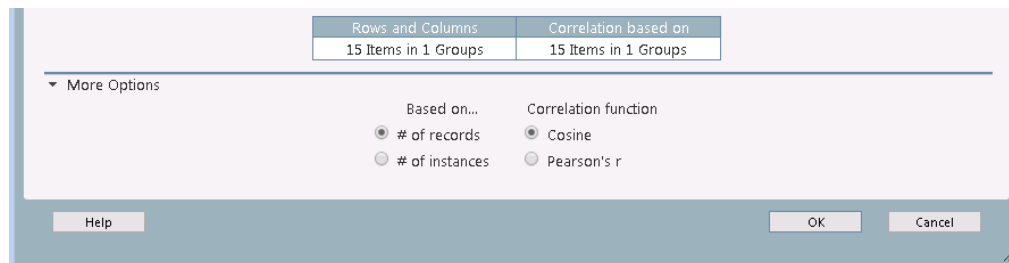 Rows and Columns Correlation based on
15 Items in 1 Groups 15 Items in 1 Groups
More Options
Based on... Correlation function
# of records Cosine
# of instances Pearson's r
Help OK Cancel